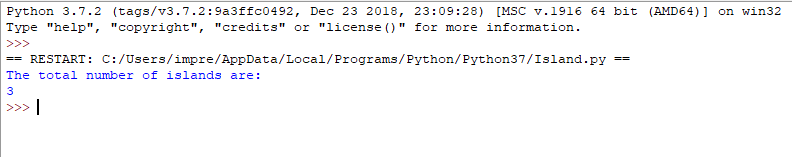 Python 3.7.2 (tags/v3.7.2:9a3ffc0492, Dec 23 2018, 23:09:28) [MSC v.1916 64 bit (AMD64)] on win32
Type "help", "copyright", "credits" or "license()" for more information.
>>>
== RESTART: C:/Users/impre/AppData/Local/Programs/Python/Python37/Island.py ==
The total number of islands are:
3
>>>